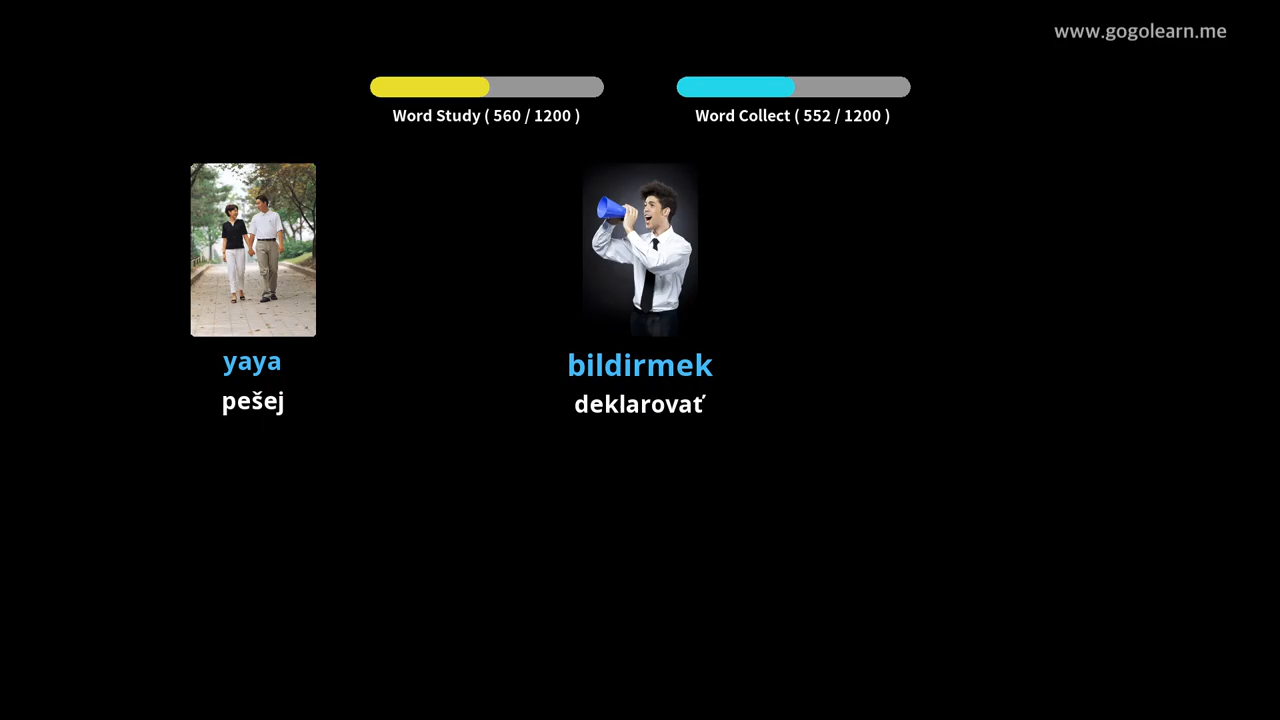 www.gogolearn.me
Word Study ( 560 / 1200 )
Word Collect ( 552 / 1200 )
yaya
pešej
bildirmek
deklarovať